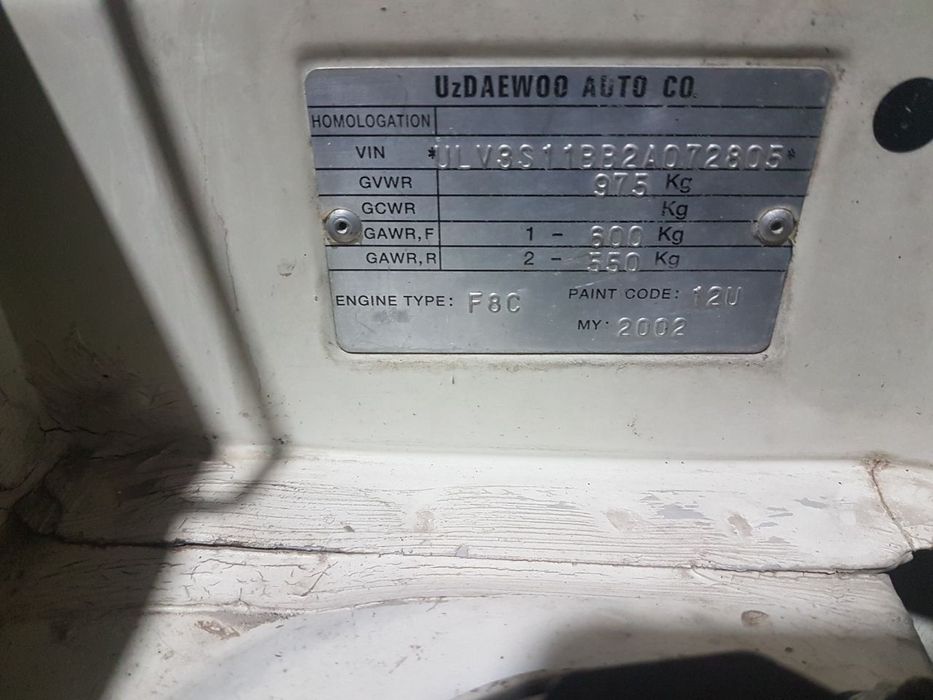 UzDAEWOO AUTO CO.
HOMOLOGATION
VIN *ULV3S11BB2A072805*
GVWR 975 Kg
GCWR Kg
GAWR,F 1 - 600 Kg
GAWR,R 2 - 550 Kg
ENGINE TYPE: F8C PAINT CODE: 12U
MY: 2002